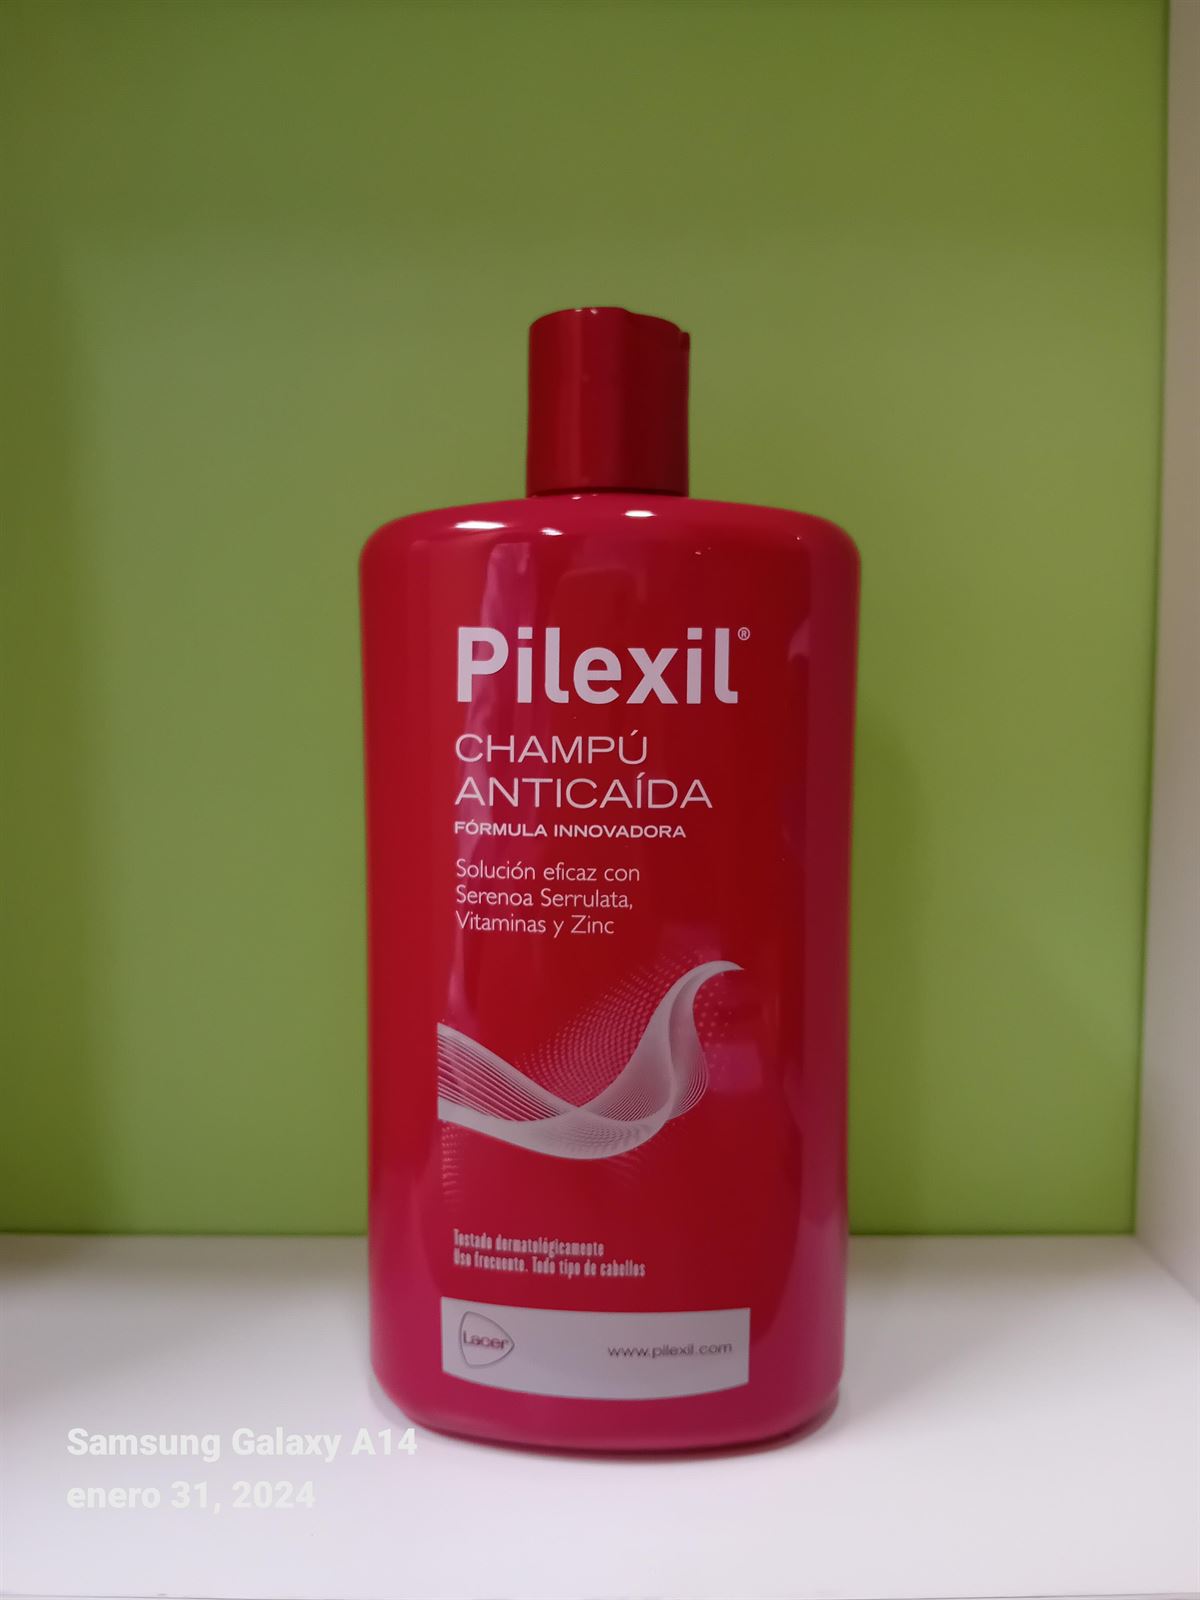 Pilexil®
CHAMPÚ
ANTICAÍDA
FÓRMULA INNOVADORA
Solución eficaz con
Serenoa Serrulata,
Vitaminas y Zinc
Testado dermatológicamente
Uso frecuente. Todo tipo de cabellos
Lacer
www.pilexil.com
Samsung Galaxy A14
enero 31, 2024